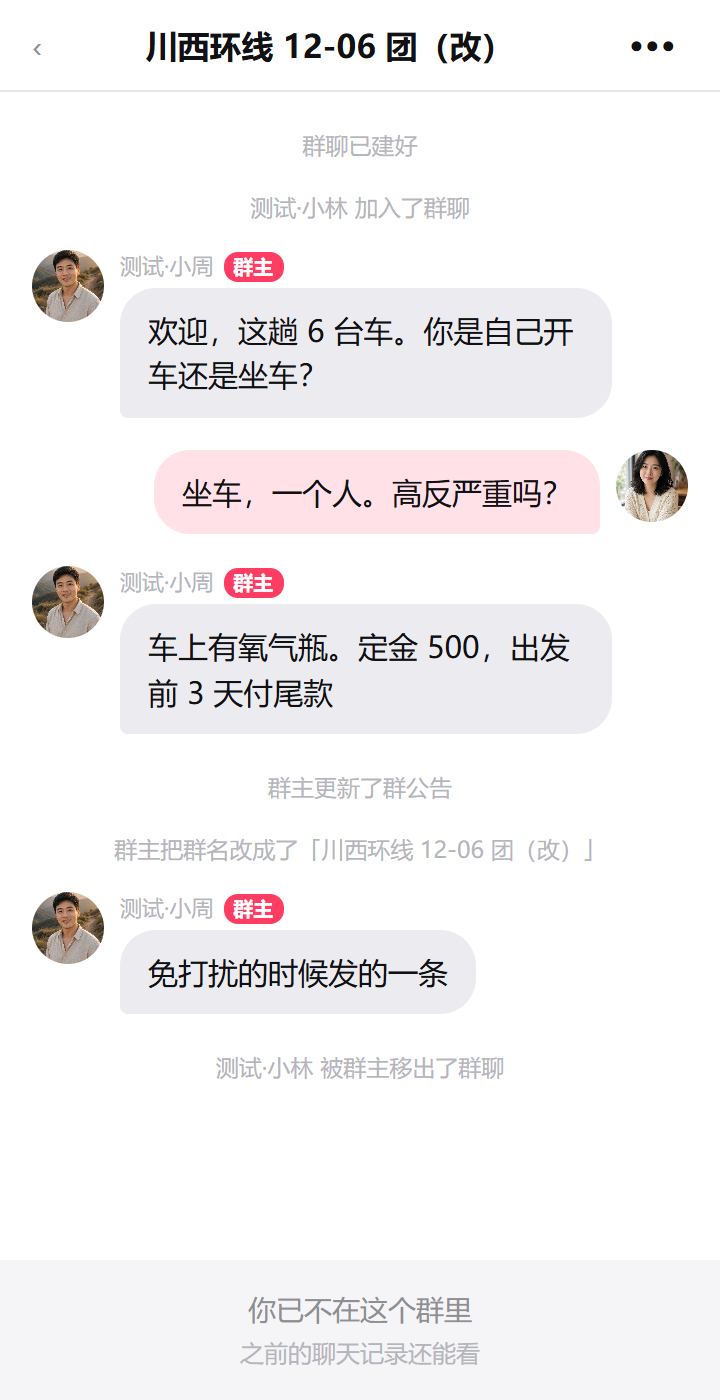 ‹ 川西环线 12-06 团（改） •••
群聊已建好
测试·小林 加入了群聊
测试·小周 群主
欢迎，这趟 6 台车。你是自己开
车还是坐车？
坐车，一个人。高反严重吗？
测试·小周 群主
车上有氧气瓶。定金 500，出发
前 3 天付尾款
群主更新了群公告
群主把群名改成了「川西环线 12-06 团（改）」
测试·小周 群主
免打扰的时候发的一条
测试·小林 被群主移出了群聊
你已不在这个群里
之前的聊天记录还能看